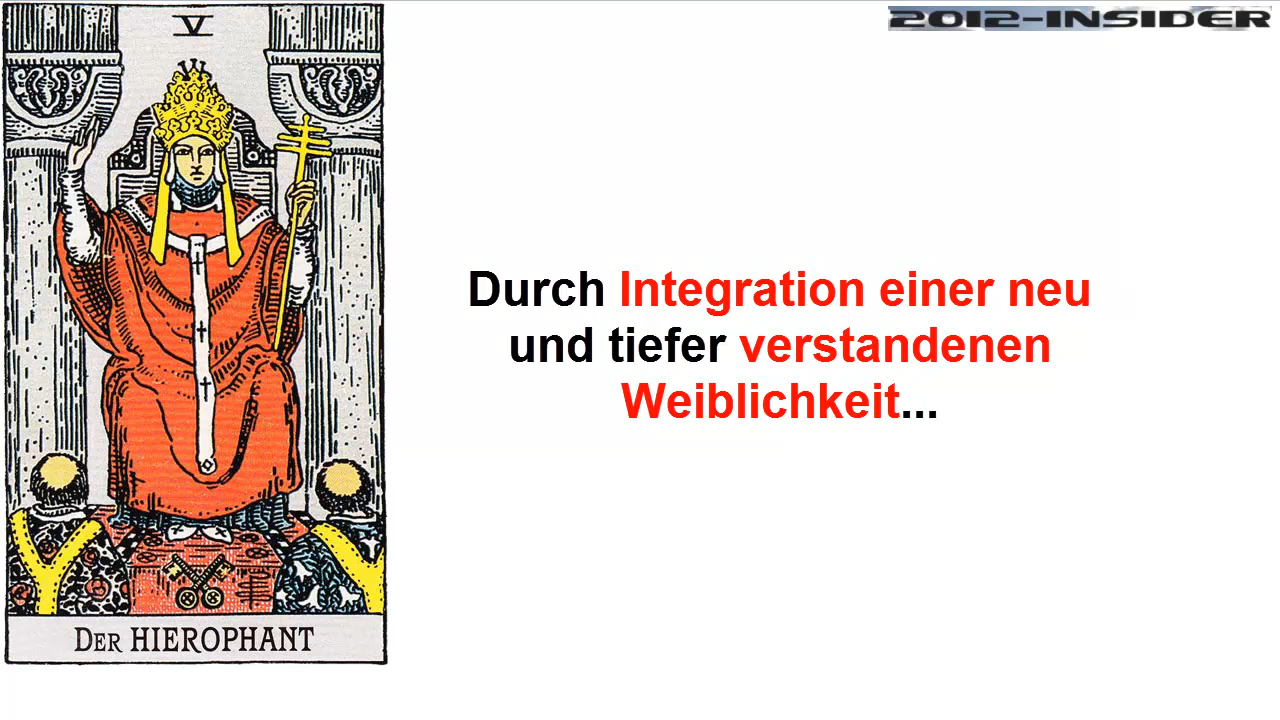 V
2012-INSIDER
Durch Integration einer neu
und tiefer verstandenen
Weiblichkeit...
DER HIEROPHANT